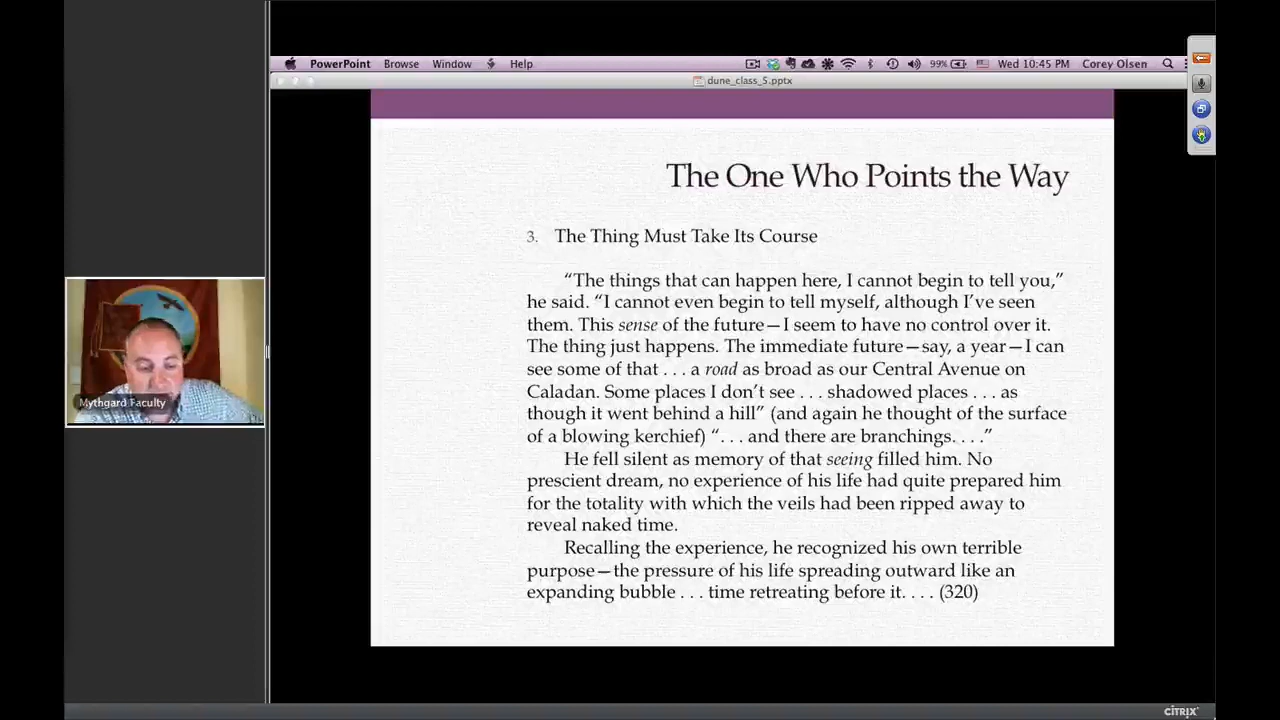 PowerPoint Browse Window Help 99% Wed 10:45 PM Corey Olsen
dune_class_5.pptx
The One Who Points the Way
3. The Thing Must Take Its Course
“The things that can happen here, I cannot begin to tell you,”
he said. “I cannot even begin to tell myself, although I’ve seen
them. This sense of the future—I seem to have no control over it.
The thing just happens. The immediate future—say, a year—I can
see some of that . . . a road as broad as our Central Avenue on
Caladan. Some places I don’t see . . . shadowed places . . . as
though it went behind a hill” (and again he thought of the surface
of a blowing kerchief) “. . . and there are branchings. . . .”
He fell silent as memory of that seeing filled him. No
prescient dream, no experience of his life had quite prepared him
for the totality with which the veils had been ripped away to
reveal naked time.
Recalling the experience, he recognized his own terrible
purpose—the pressure of his life spreading outward like an
expanding bubble . . . time retreating before it. . . . (320)
Mythgard Faculty
CITRIX